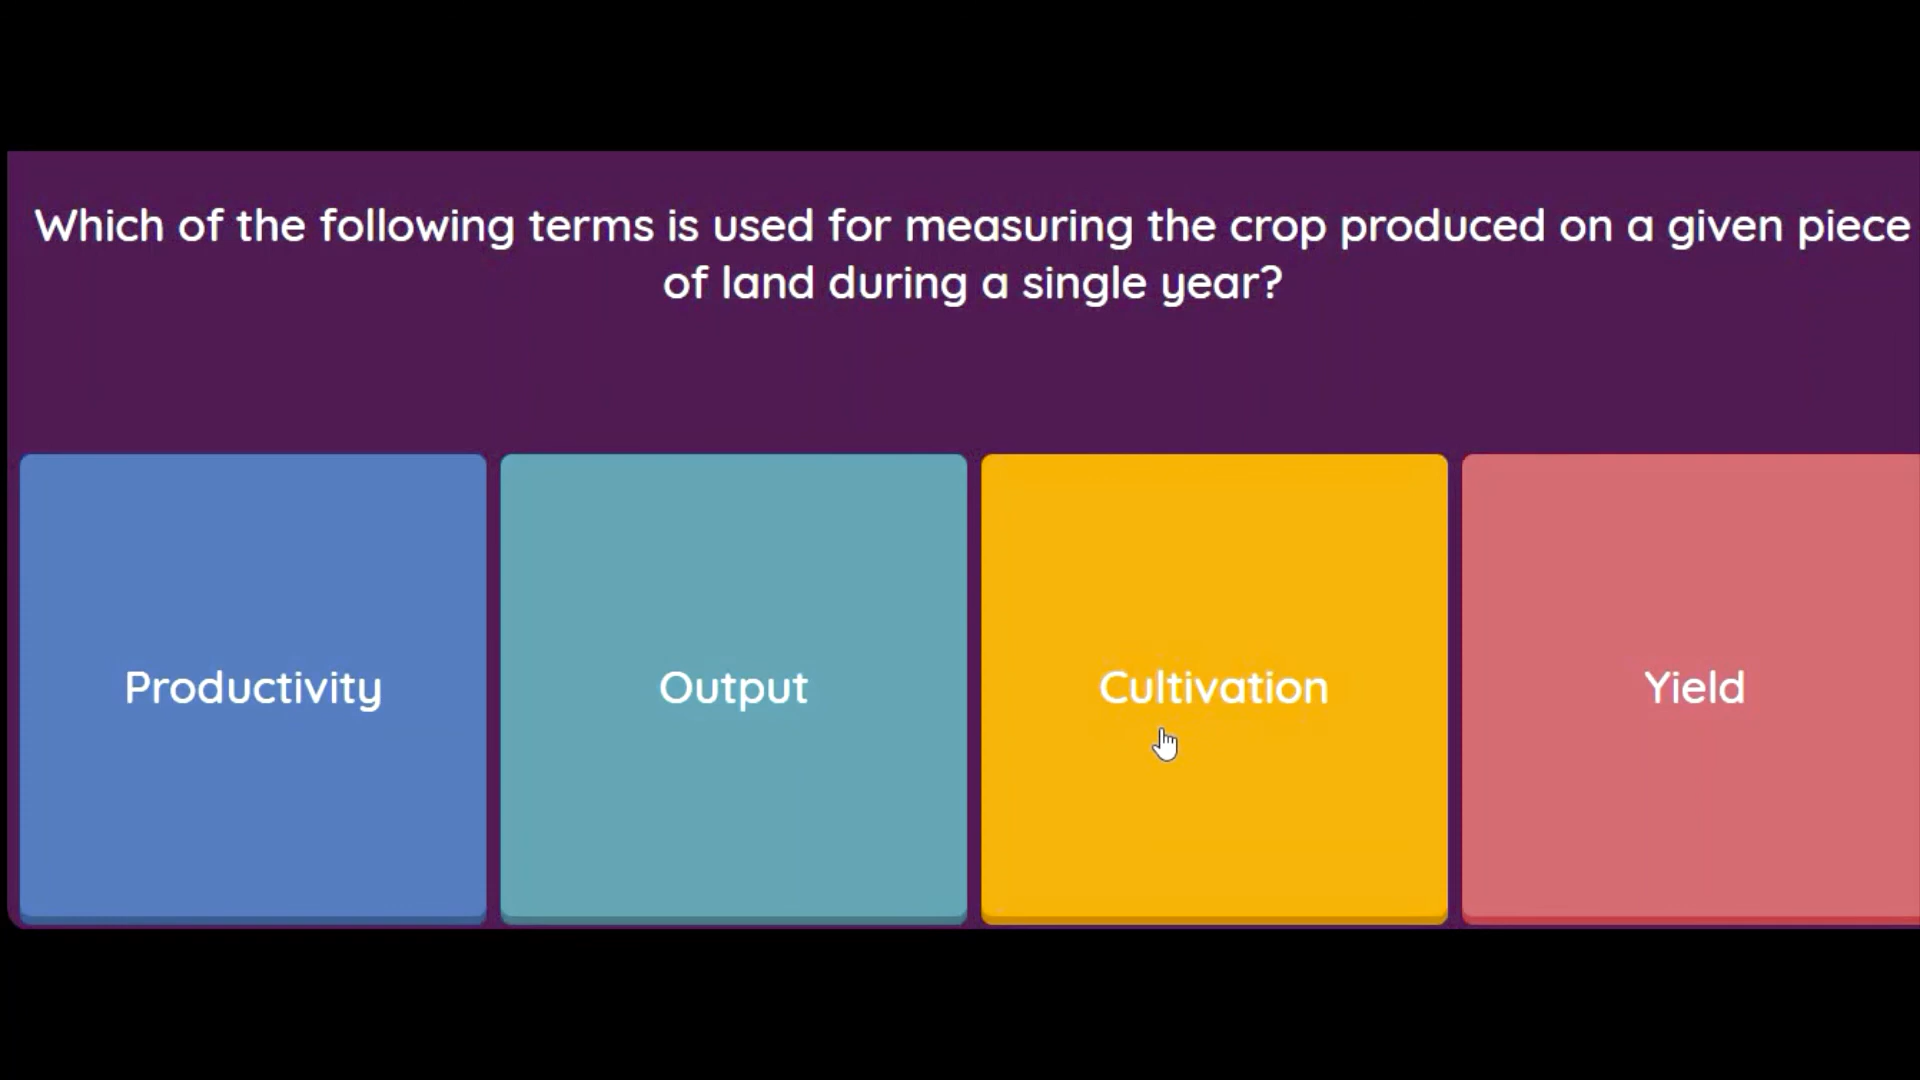 Which of the following terms is used for measuring the crop produced on a given piece
of land during a single year?
Productivity
Output
Cultivation
Yield